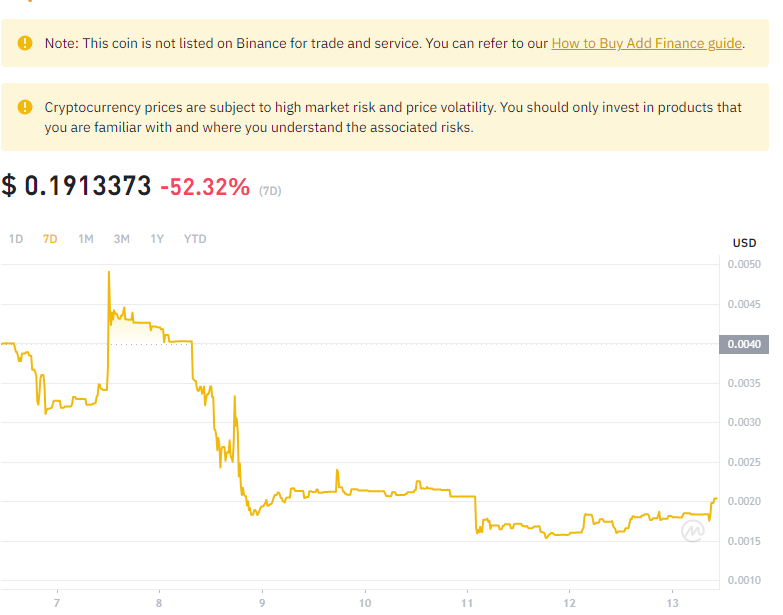 Note: This coin is not listed on Binance for trade and service. You can refer to our How to Buy Add Finance guide.
Cryptocurrency prices are subject to high market risk and price volatility. You should only invest in products that
you are familiar with and where you understand the associated risks.
$ 0.1913373 -52.32% (7D)
1D 7D 1M 3M 1Y YTD
USD
0.0050
0.0045
0.0040
0.0035
0.0030
0.0025
0.0020
0.0015
0.0010
7 8 9 10 11 12 13